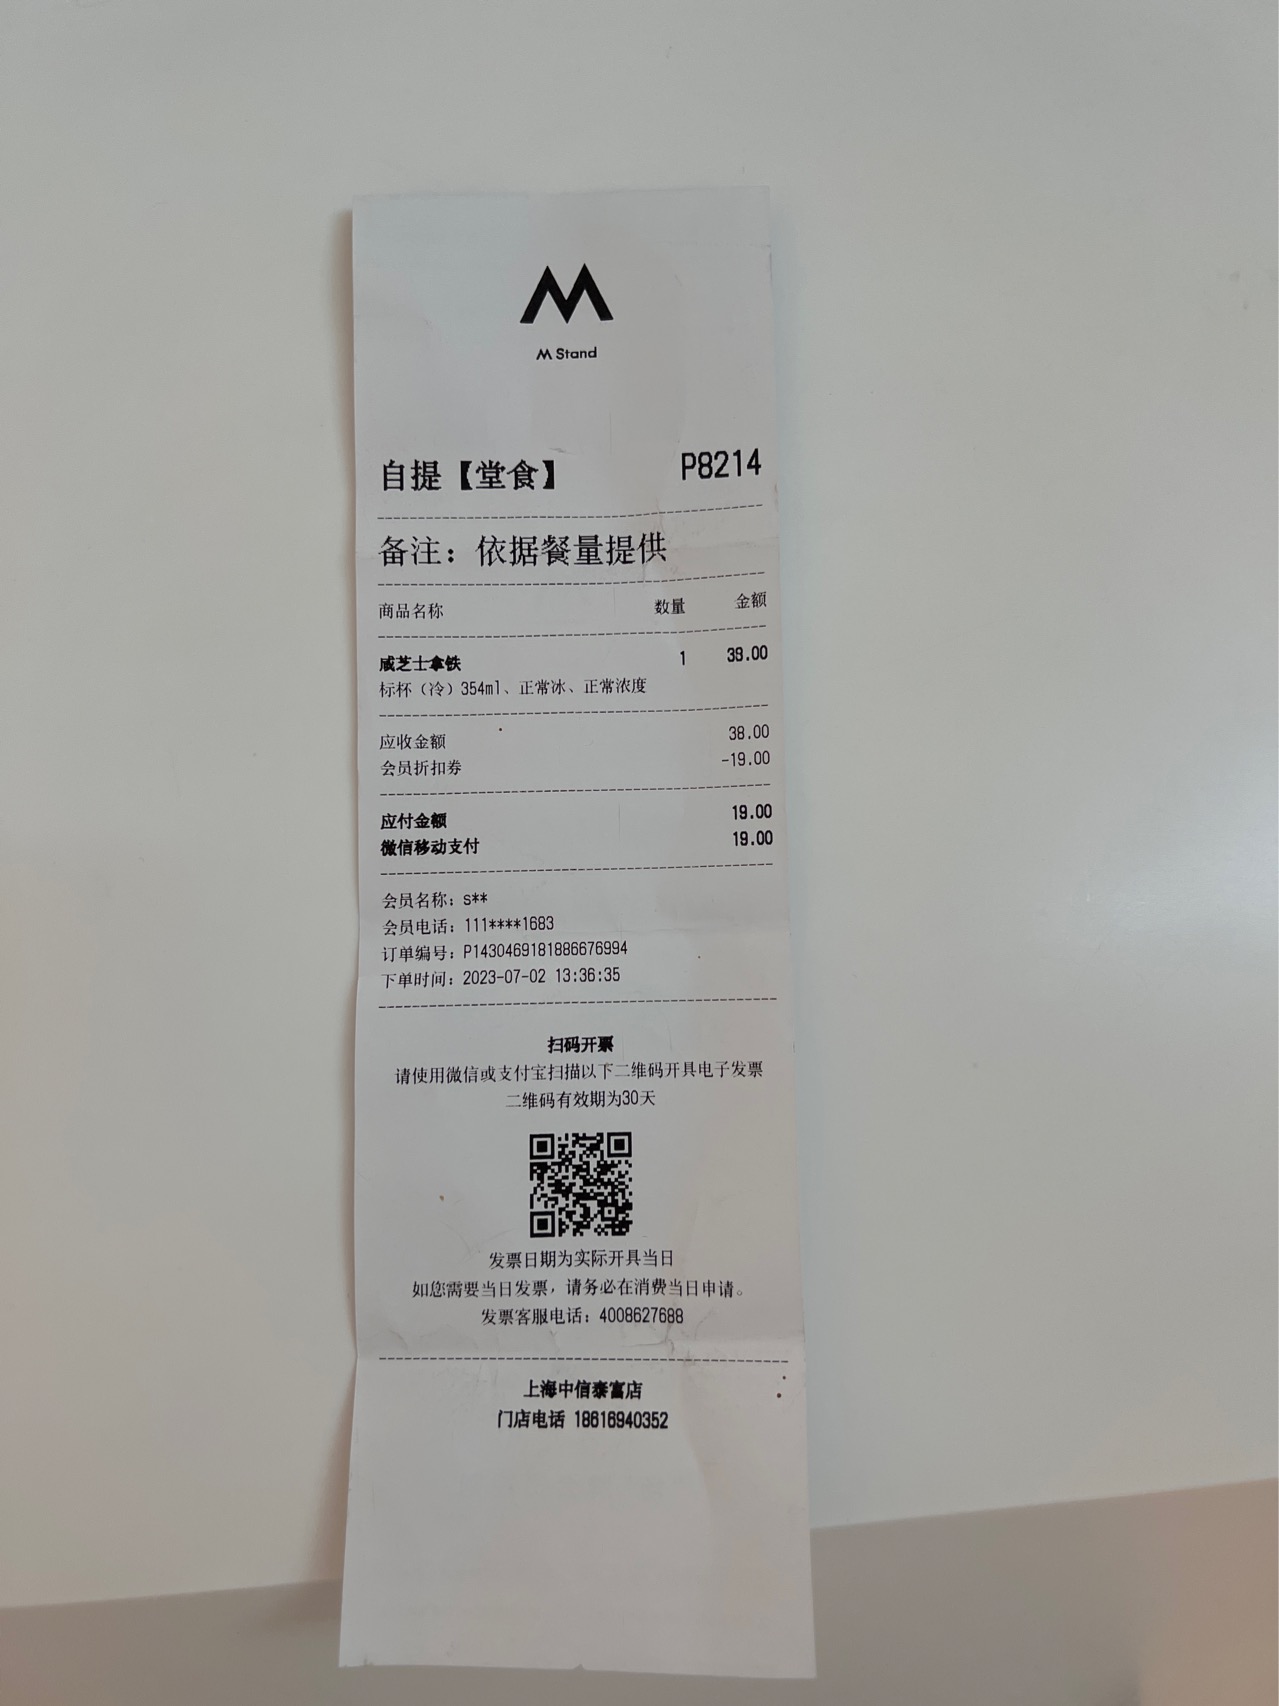 M Stand
自提【堂食】 P8214
备注：依据餐量提供
商品名称 数量 金额
咸芝士拿铁 1 38.00
标杯（冷）354ml、正常冰、正常浓度
应收金额 38.00
会员折扣券 -19.00
应付金额 19.00
微信移动支付 19.00
会员名称：s**
会员电话：111****1683
订单编号：P1430469181886676994
下单时间：2023-07-02 13:36:35
扫码开票
请使用微信或支付宝扫描以下二维码开具电子发票
二维码有效期为30天
发票日期为实际开具当日
如您需要当日发票，请务必在消费当日申请。
发票客服电话：4008627688
上海中信泰富店
门店电话 18616940352